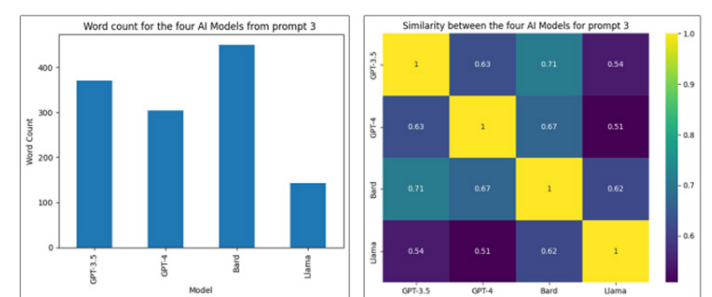 Word count for the four AI Models from prompt 3
400
300
200
100
0
Word Count
GPT-3.5
GPT-4
Bard
Llama
Model
Similarity between the four AI Models for prompt 3
GPT-3.5
1
0.63
0.71
0.54
GPT-4
0.63
1
0.67
0.51
Bard
0.71
0.67
1
0.62
Llama
0.54
0.51
0.62
1
GPT-3.5
GPT-4
Bard
Llama
1.0
0.9
0.8
0.7
0.6